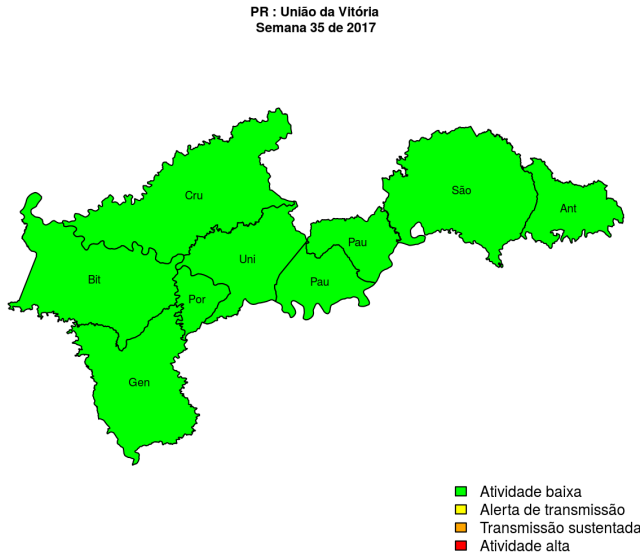 PR : União da Vitória
Semana 35 de 2017
Cru
São
Ant
Pau
Uni
Bit
Pau
Por
Gen
Atividade baixa
Alerta de transmissão
Transmissão sustentada
Atividade alta